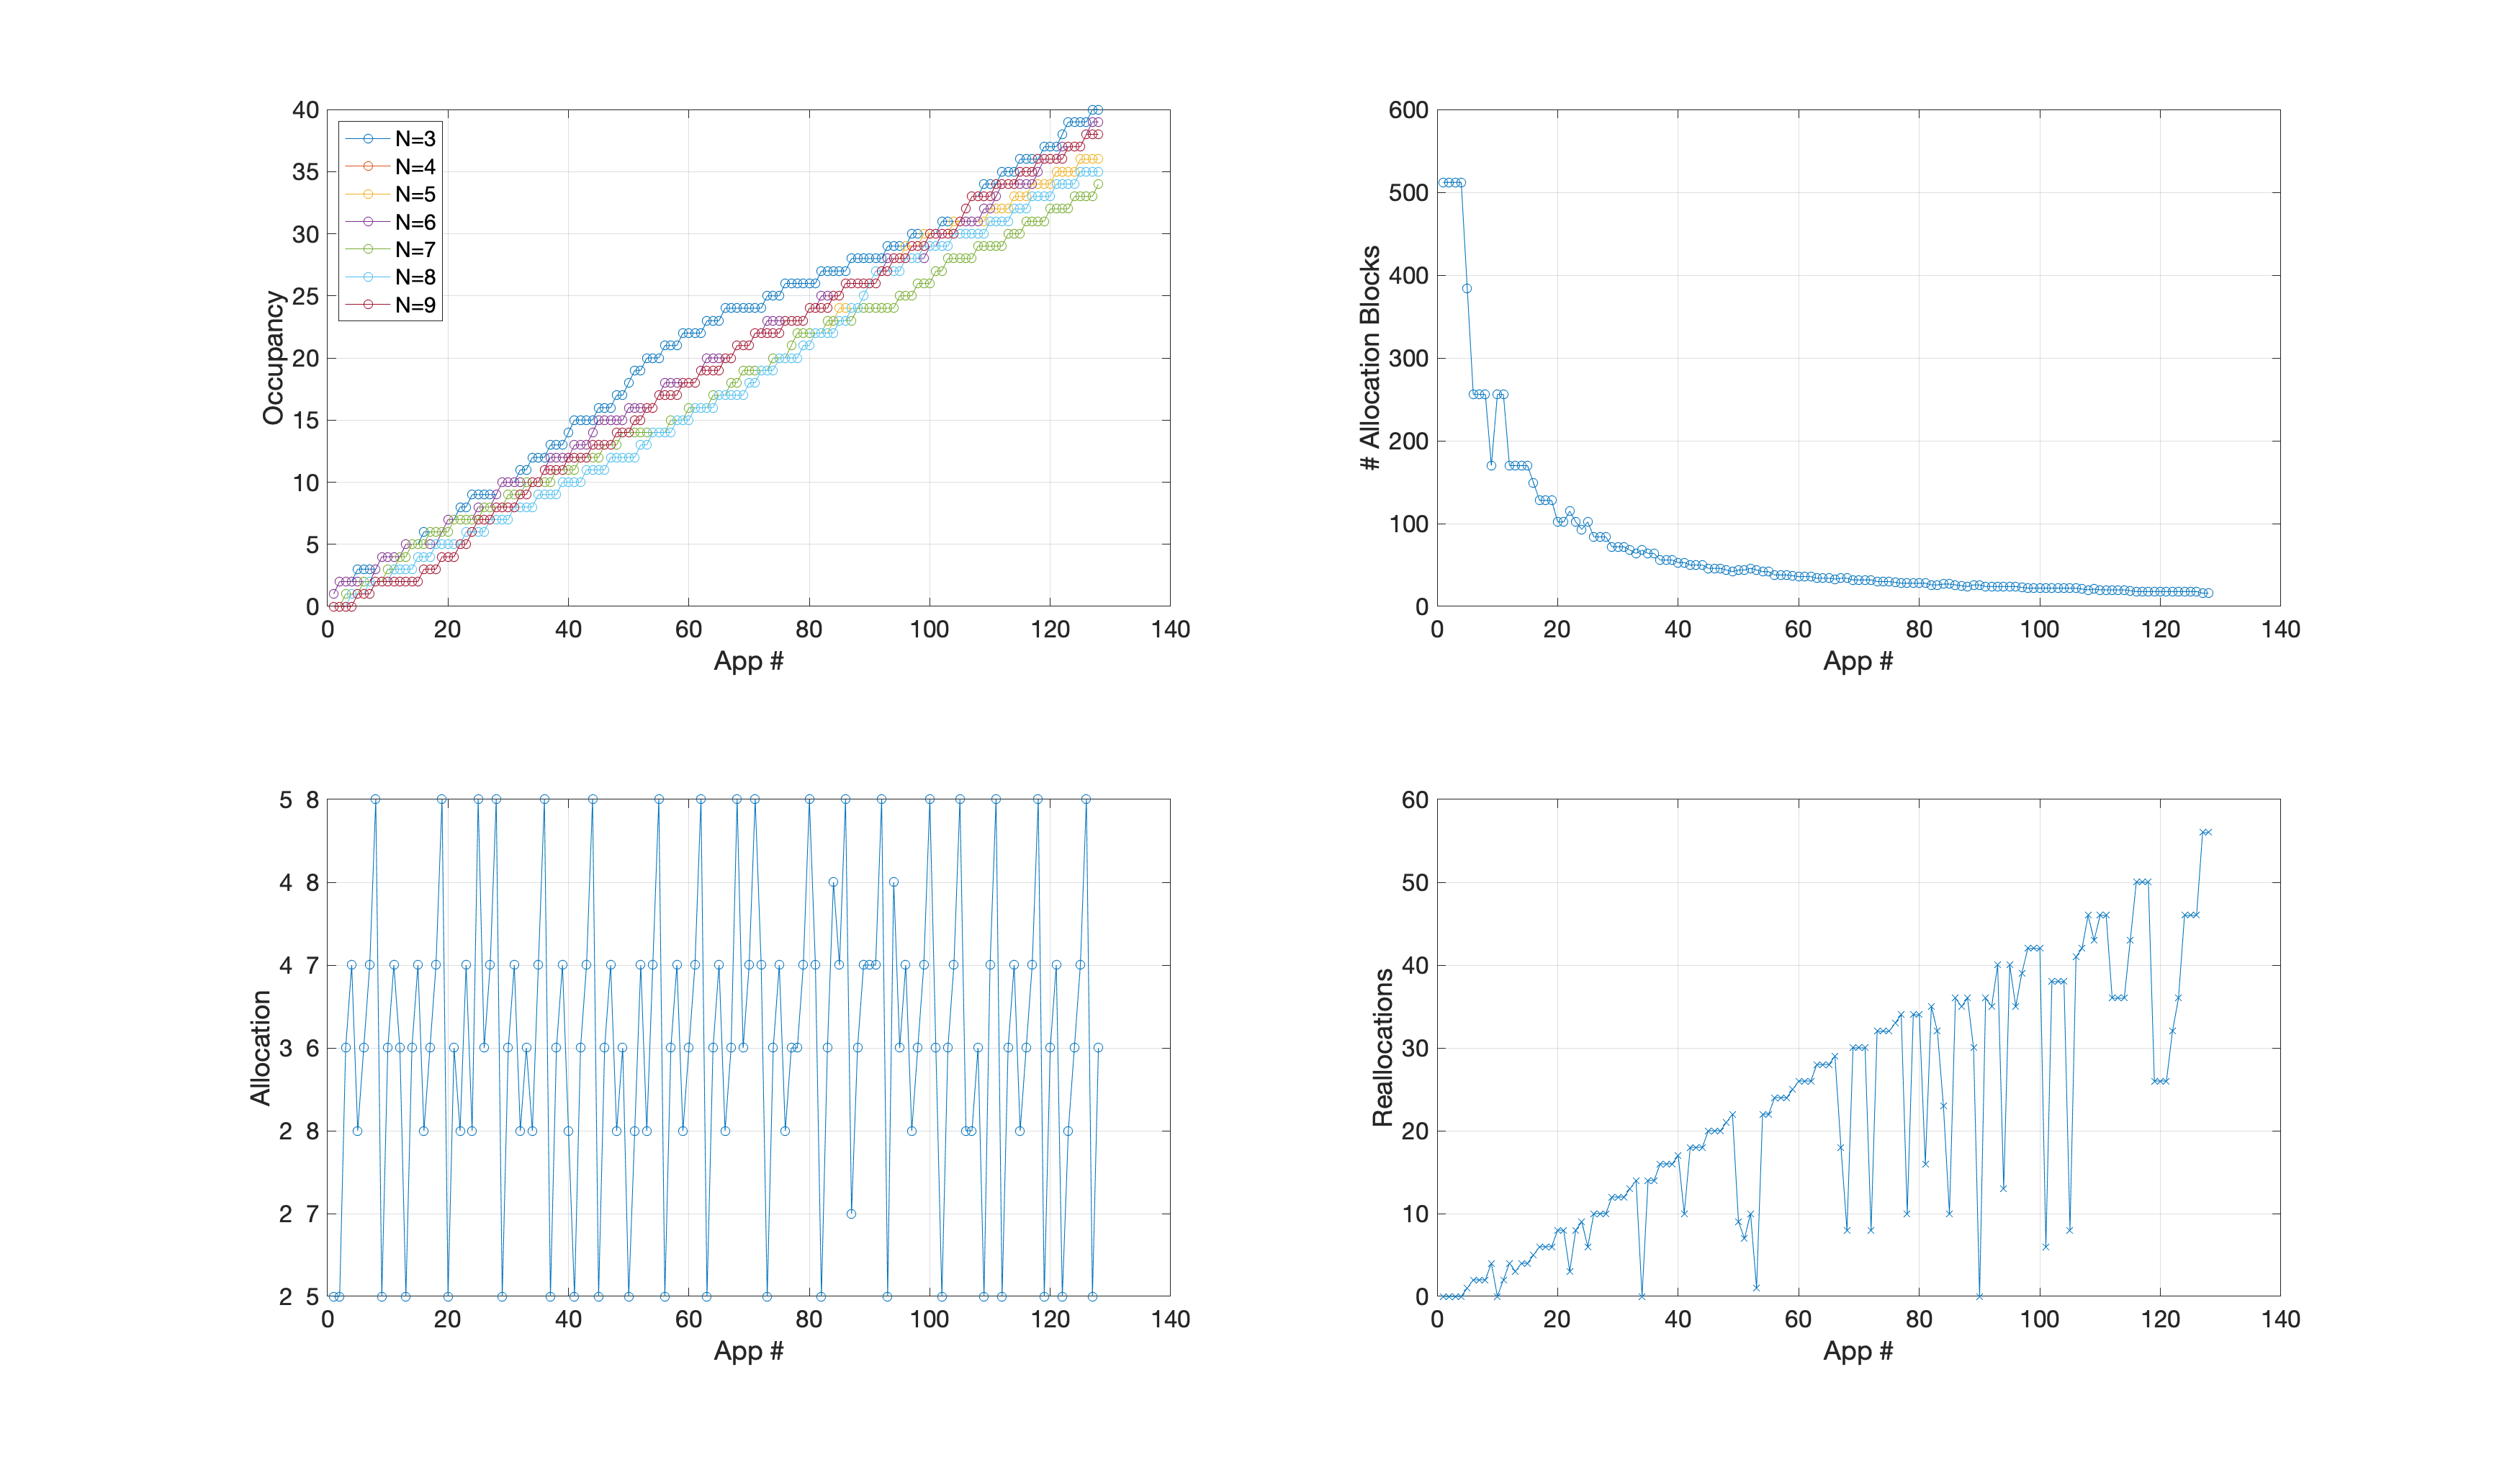 40
35
30
25
20
15
10
5
0
Occupancy
N=3
N=4
N=5
N=6
N=7
N=8
N=9
0 20 40 60 80 100 120 140
App #
600
500
400
300
200
100
0
# Allocation Blocks
0 20 40 60 80 100 120 140
App #
5 8
4 8
4 7
3 6
2 8
2 7
2 5
Allocation
0 20 40 60 80 100 120 140
App #
60
50
40
30
20
10
0
Reallocations
0 20 40 60 80 100 120 140
App #